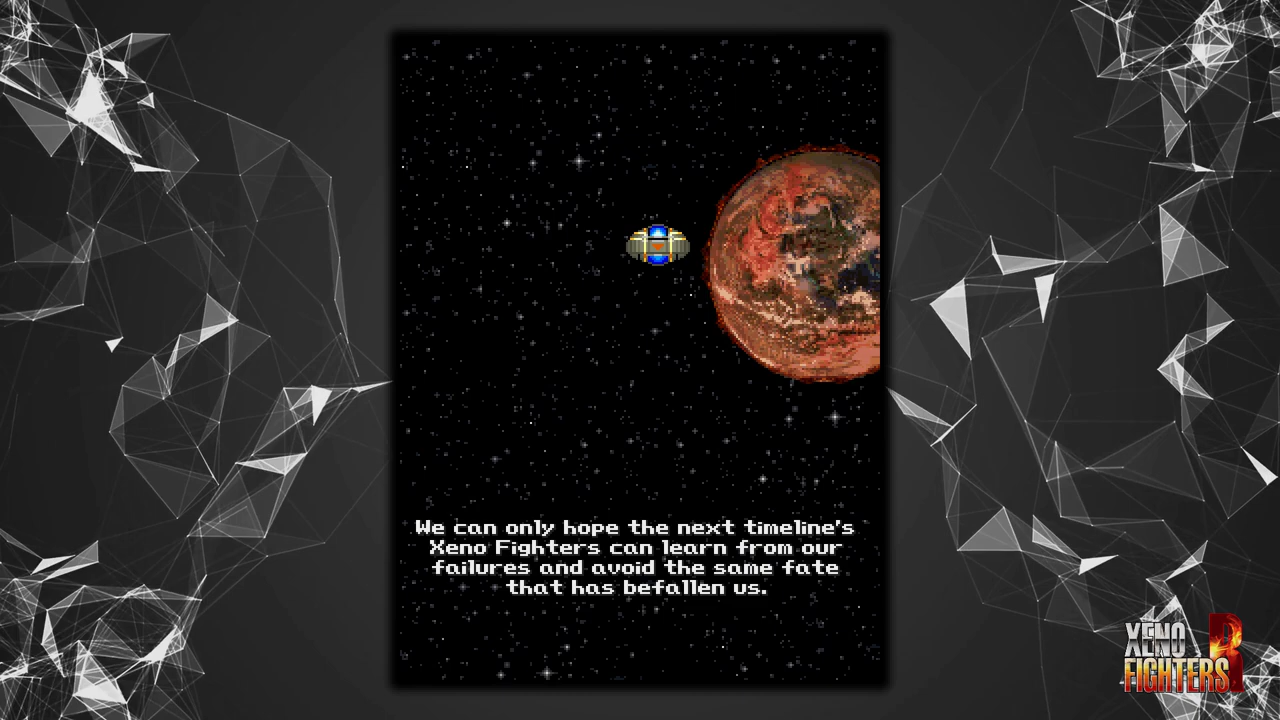 We can only hope the next timeline's
Xeno Fighters can learn from our
failures and avoid the same fate
that has befallen us.
XENO
FIGHTERS R